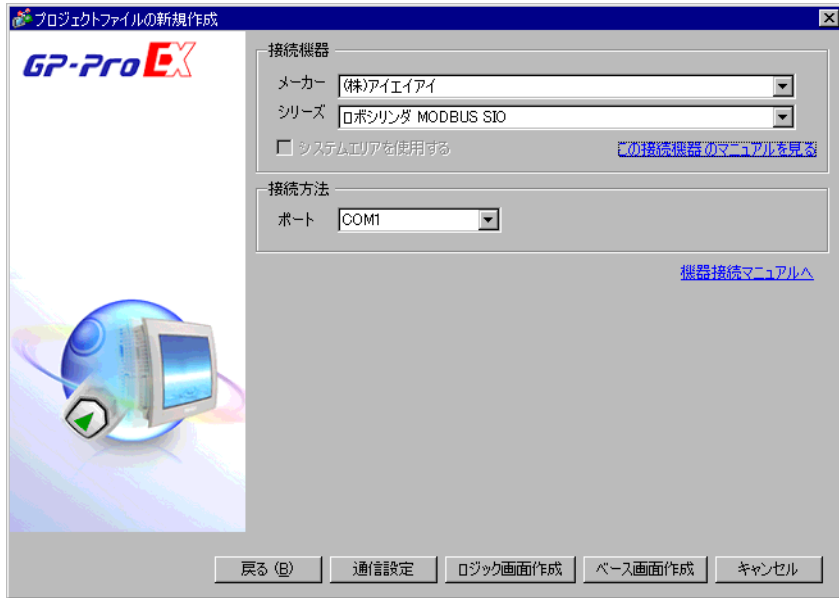 プロジェクトファイルの新規作成
GP-Pro EX
接続機器
メーカー (株)アイエイアイ
シリーズ ロボシリンダ MODBUS SIO
システムエリアを使用する この接続機器のマニュアルを見る
接続方法
ポート COM1
機器接続マニュアルへ
戻る (B) 通信設定 ロジック画面作成 ベース画面作成 キャンセル